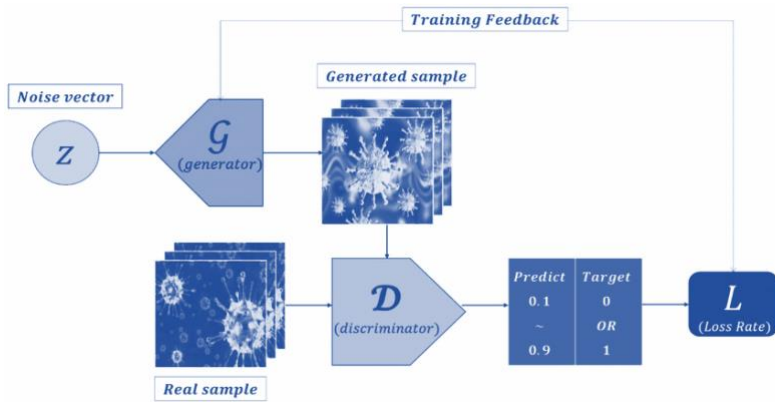 Training Feedback
Generated sample
Noise vector
Z
G
(generator)
D
(discriminator)
Predict Target
0.1 0
~ OR
0.9 1
L
(Loss Rate)
Real sample